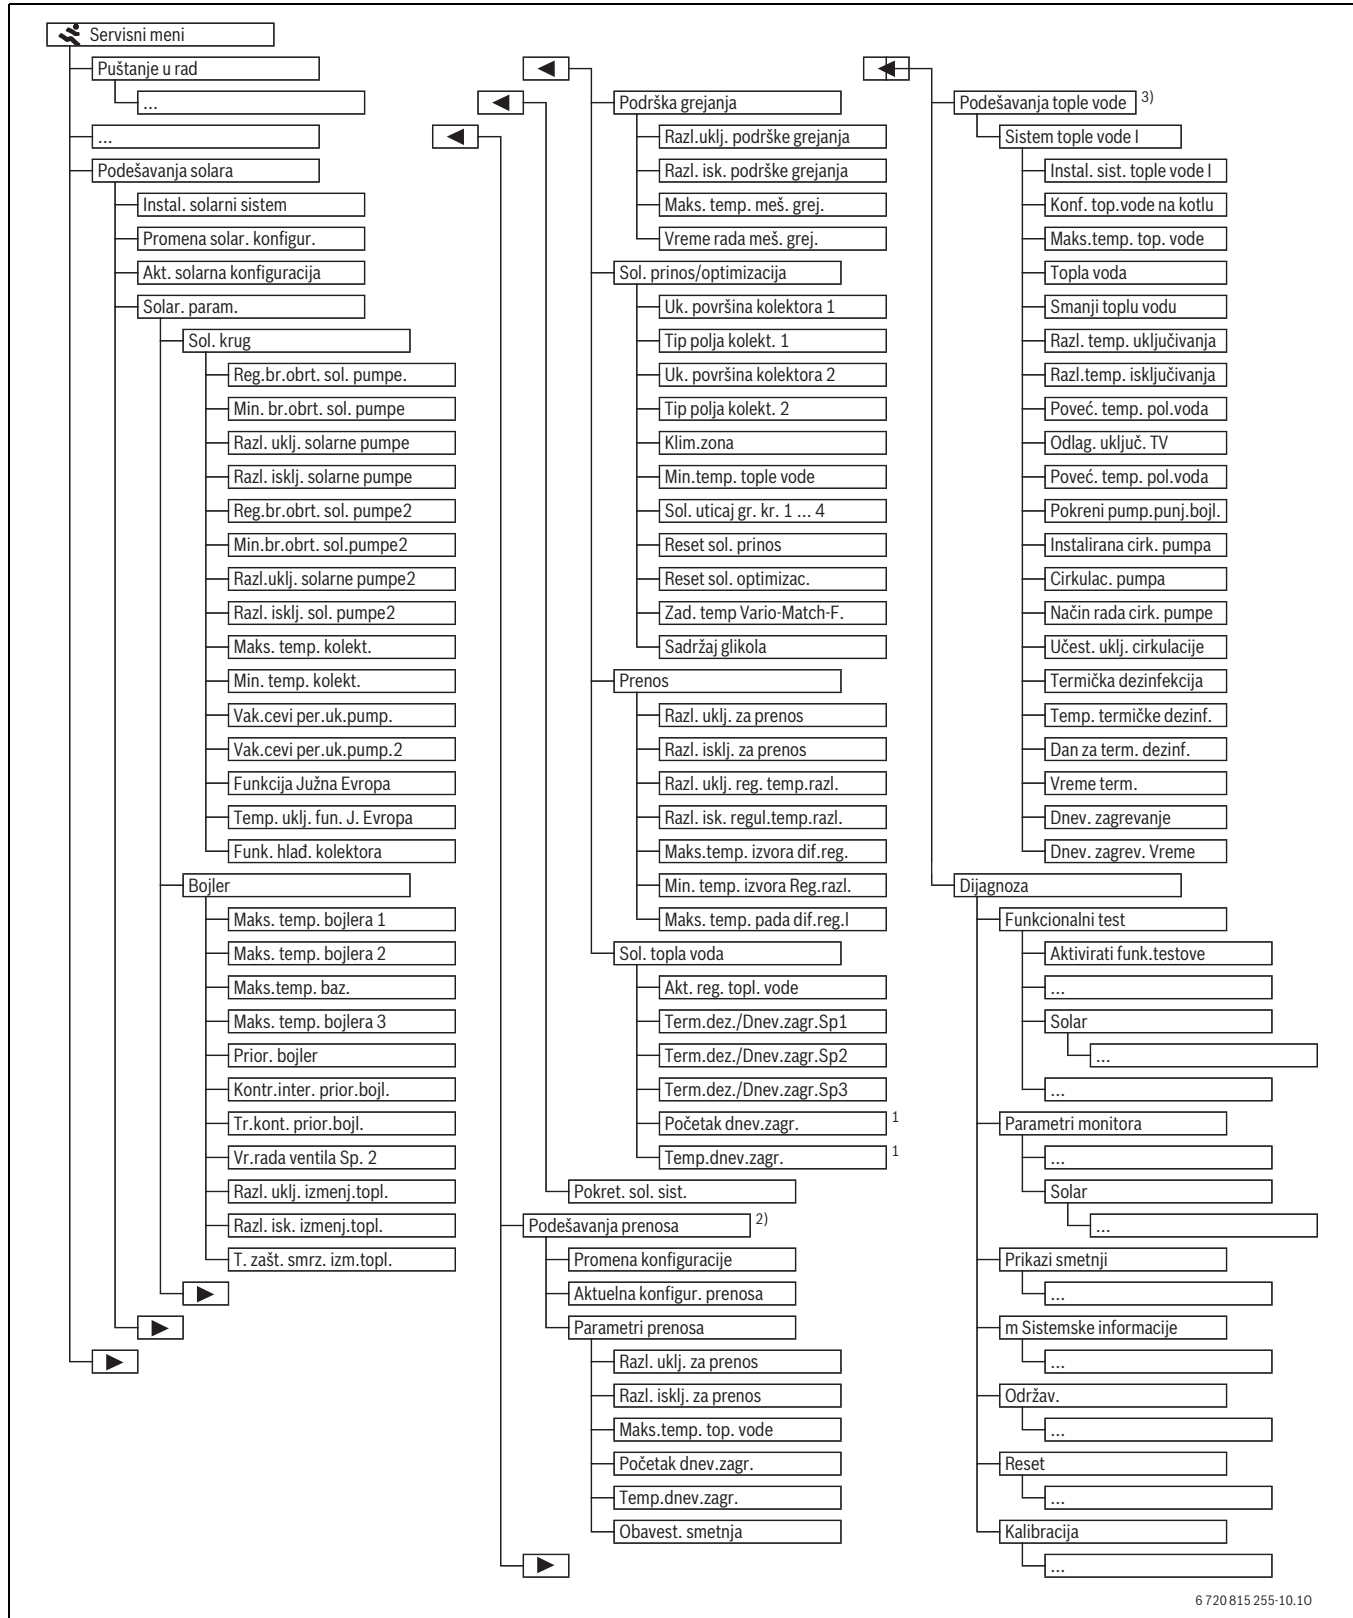 Servisni meni
Puštanje u rad
...
...
Podešavanja solara
Instal. solarni sistem
Promena solar. konfigur.
Akt. solarna konfiguracija
Solar. param.
Sol. krug
Reg.br.obrt. sol. pumpe.
Min. br.obrt. sol. pumpe
Razl. uklj. solarne pumpe
Razl. isklj. solarne pumpe
Reg.br.obrt. sol. pumpe2
Min.br.obrt. sol.pumpe2
Razl.uklj. solarne pumpe2
Razl. isklj. sol. pumpe2
Maks. temp. kolekt.
Min. temp. kolekt.
Vak.cevi per.uk.pump.
Vak.cevi per.uk.pump.2
Funkcija Južna Evropa
Temp. uklj. fun. J. Evropa
Funk. hlađ. kolektora
Bojler
Maks. temp. bojlera 1
Maks. temp. bojlera 2
Maks.temp. baz.
Maks. temp. bojlera 3
Prior. bojler
Kontr.inter. prior.bojl.
Tr.kont. prior.bojl.
Vr.rada ventila Sp. 2
Razl. uklj. izmenj.topl.
Razl. isk. izmenj.topl.
T. zašt. smrz. izm.topl.
Podrška grejanja
Razl.uklj. podrške grejanja
Razl. isk. podrške grejanja
Maks. temp. meš. grej.
Vreme rada meš. grej.
Sol. prinos/optimizacija
Uk. površina kolektora 1
Tip polja kolekt. 1
Uk. površina kolektora 2
Tip polja kolekt. 2
Klim.zona
Min.temp. tople vode
Sol. uticaj gr. kr. 1 ... 4
Reset sol. prinos
Reset sol. optimizac.
Zad. temp Vario-Match-F.
Sadržaj glikola
Prenos
Razl. uklj. za prenos
Razl. isklj. za prenos
Razl. uklj. reg. temp.razl.
Razl. isk. regul.temp.razl.
Maks.temp. izvora dif.reg.
Min. temp. izvora Reg.razl.
Maks. temp. pada dif.reg.l
Sol. topla voda
Akt. reg. topl. vode
Term.dez./Dnev.zagr.Sp1
Term.dez./Dnev.zagr.Sp2
Term.dez./Dnev.zagr.Sp3
Početak dnev.zagr. 1
Temp.dnev.zagr. 1
Pokret. sol. sist.
Podešavanja prenosa 2)
Promena konfiguracije
Aktuelna konfigur. prenosa
Parametri prenosa
Razl. uklj. za prenos
Razl. isklj. za prenos
Maks.temp. top. vode
Početak dnev.zagr.
Temp.dnev.zagr.
Obavest. smetnja
Podešavanja tople vode 3)
Sistem tople vode I
Instal. sist. tople vode I
Konf. top.vode na kotlu
Maks.temp. top. vode
Topla voda
Smanji toplu vodu
Razl. temp. uključivanja
Razl.temp. isključivanja
Poveć. temp. pol.voda
Odlag. uključ. TV
Poveć. temp. pol.voda
Pokreni pump.punj.bojl.
Instalirana cirk. pumpa
Cirkulac. pumpa
Način rada cirk. pumpe
Učest. uklj. cirkulacije
Termička dezinfekcija
Temp. termičke dezinf.
Dan za term. dezinf.
Vreme term.
Dnev. zagrevanje
Dnev. zagrev. Vreme
Dijagnoza
Funkcionalni test
Aktivirati funk.testove
...
Solar
...
...
Parametri monitora
...
Solar
...
Prikazi smetnji
...
m Sistemske informacije
...
Održav.
...
Reset
...
Kalibracija
...
6 720 815 255-10.1O